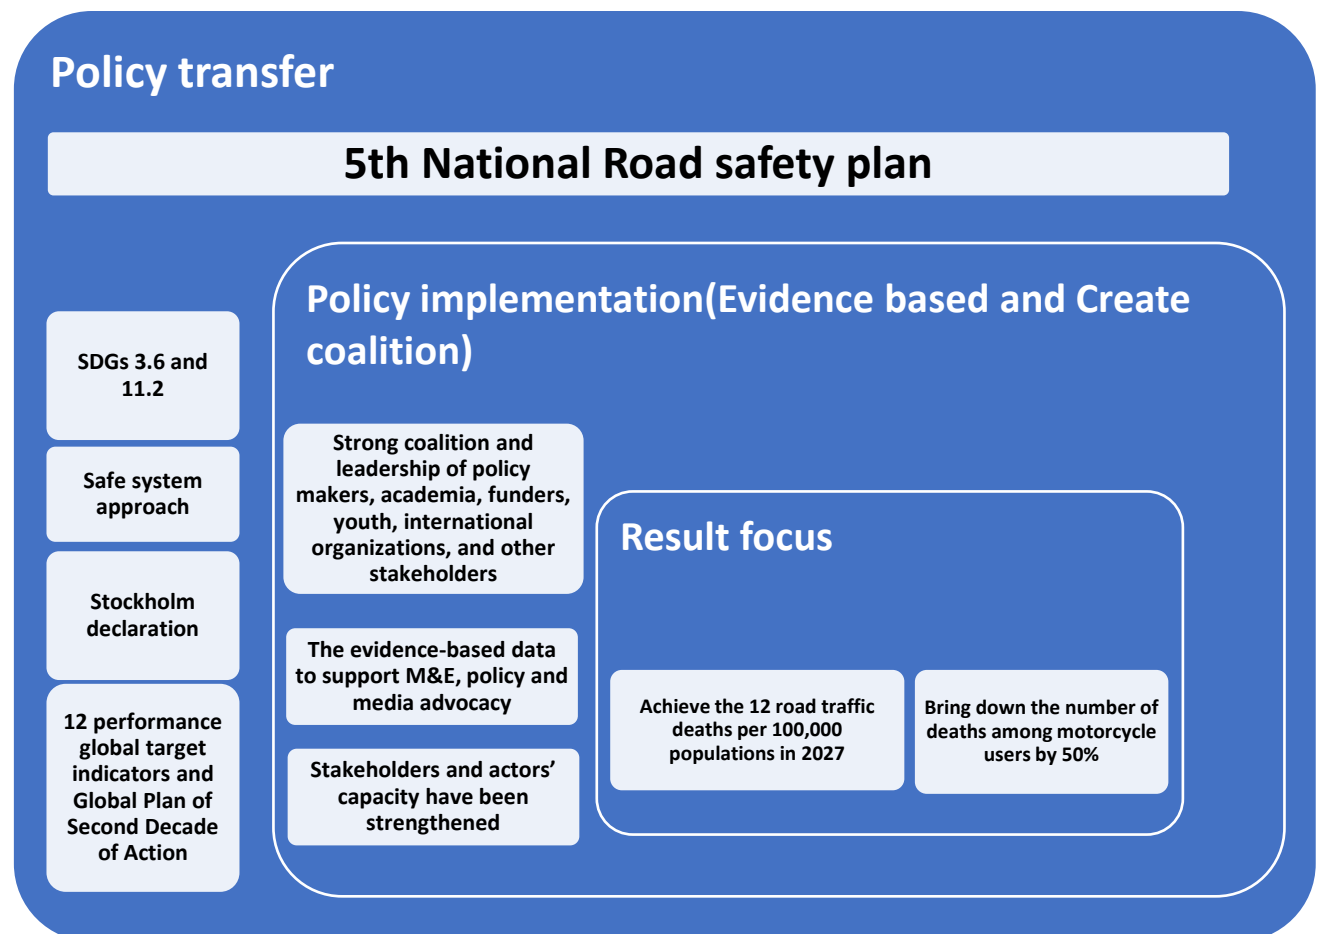 Policy transfer
5th National Road safety plan
SDGs 3.6 and
11.2
Safe system
approach
Stockholm
declaration
12 performance
global target
indicators and
Global Plan of
Second Decade
of Action
Policy implementation(Evidence based and Create
coalition)
Strong coalition and
leadership of policy
makers, academia, funders,
youth, international
organizations, and other
stakeholders
The evidence-based data
to support M&E, policy and
media advocacy
Stakeholders and actors’
capacity have been
strengthened
Result focus
Achieve the 12 road traffic
deaths per 100,000
populations in 2027
Bring down the number of
deaths among motorcycle
users by 50%